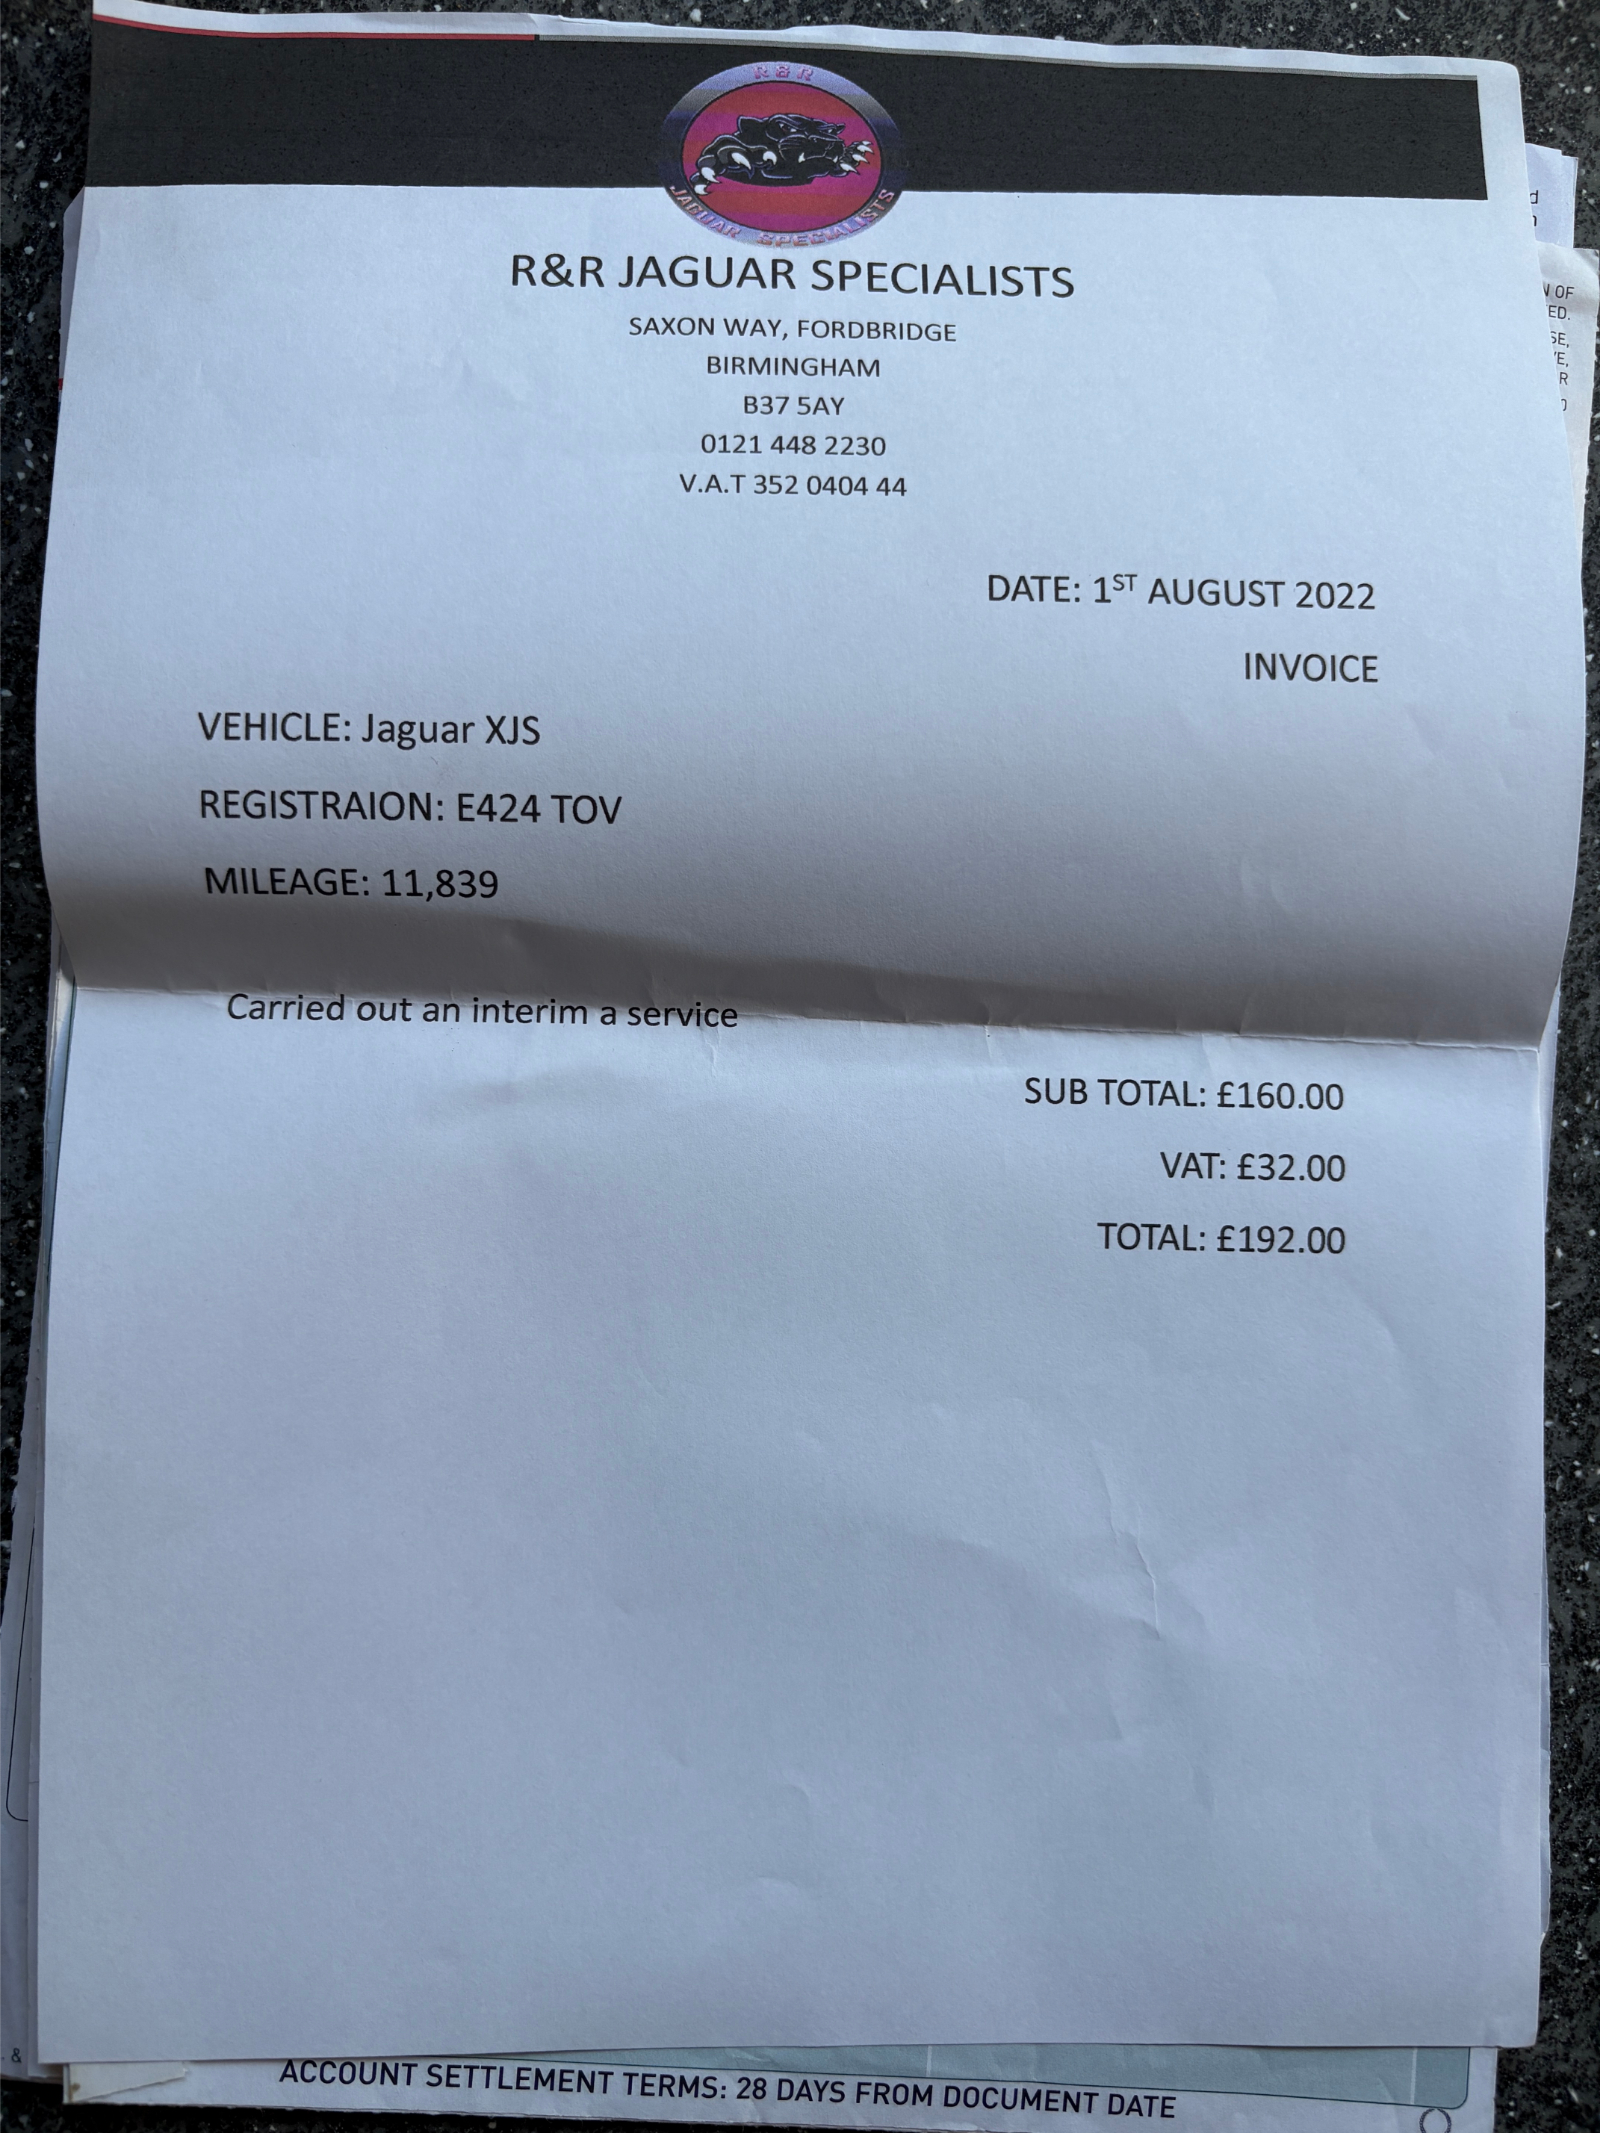 R & R
JAGUAR SPECIALISTS
R&R JAGUAR SPECIALISTS
SAXON WAY, FORDBRIDGE
BIRMINGHAM
B37 5AY
0121 448 2230
V.A.T 352 0404 44
DATE: 1ST AUGUST 2022
INVOICE
VEHICLE: Jaguar XJS
REGISTRAION: E424 TOV
MILEAGE: 11,839
Carried out an interim a service
SUB TOTAL: £160.00
VAT: £32.00
TOTAL: £192.00
ACCOUNT SETTLEMENT TERMS: 28 DAYS FROM DOCUMENT DATE